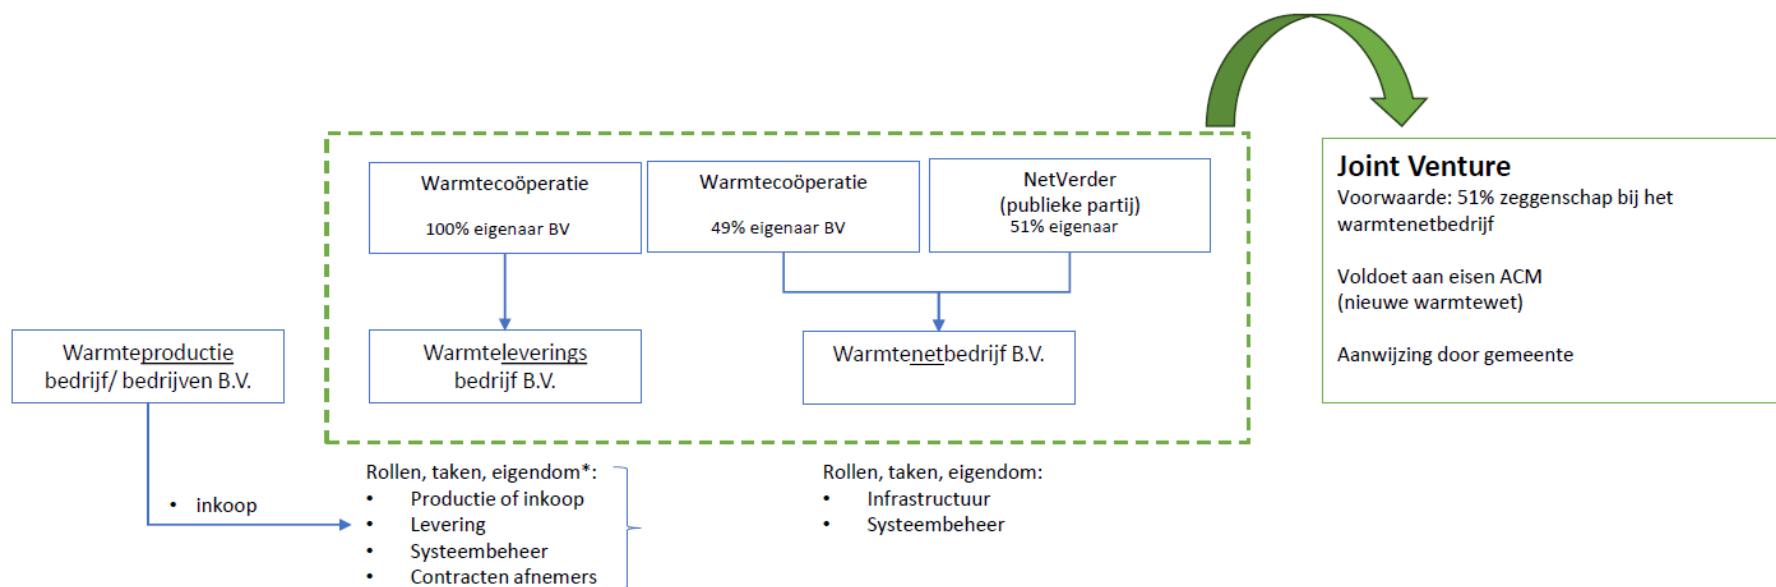 Warmtecoöperatie
100% eigenaar BV
Warmtecoöperatie
49% eigenaar BV
NetVerder
(publieke partij)
51% eigenaar
Joint Venture
Voorwaarde: 51% zeggenschap bij het
warmtenetbedrijf
Voldoet aan eisen ACM
(nieuwe warmtewet)
Aanwijzing door gemeente
Warmteproductie
bedrijf/ bedrijven B.V.
Warmteleverings
bedrijf B.V.
Warmtenetbedrijf B.V.
• inkoop
Rollen, taken, eigendom*:
• Productie of inkoop
• Levering
• Systeembeheer
• Contracten afnemers
Rollen, taken, eigendom:
• Infrastructuur
• Systeembeheer